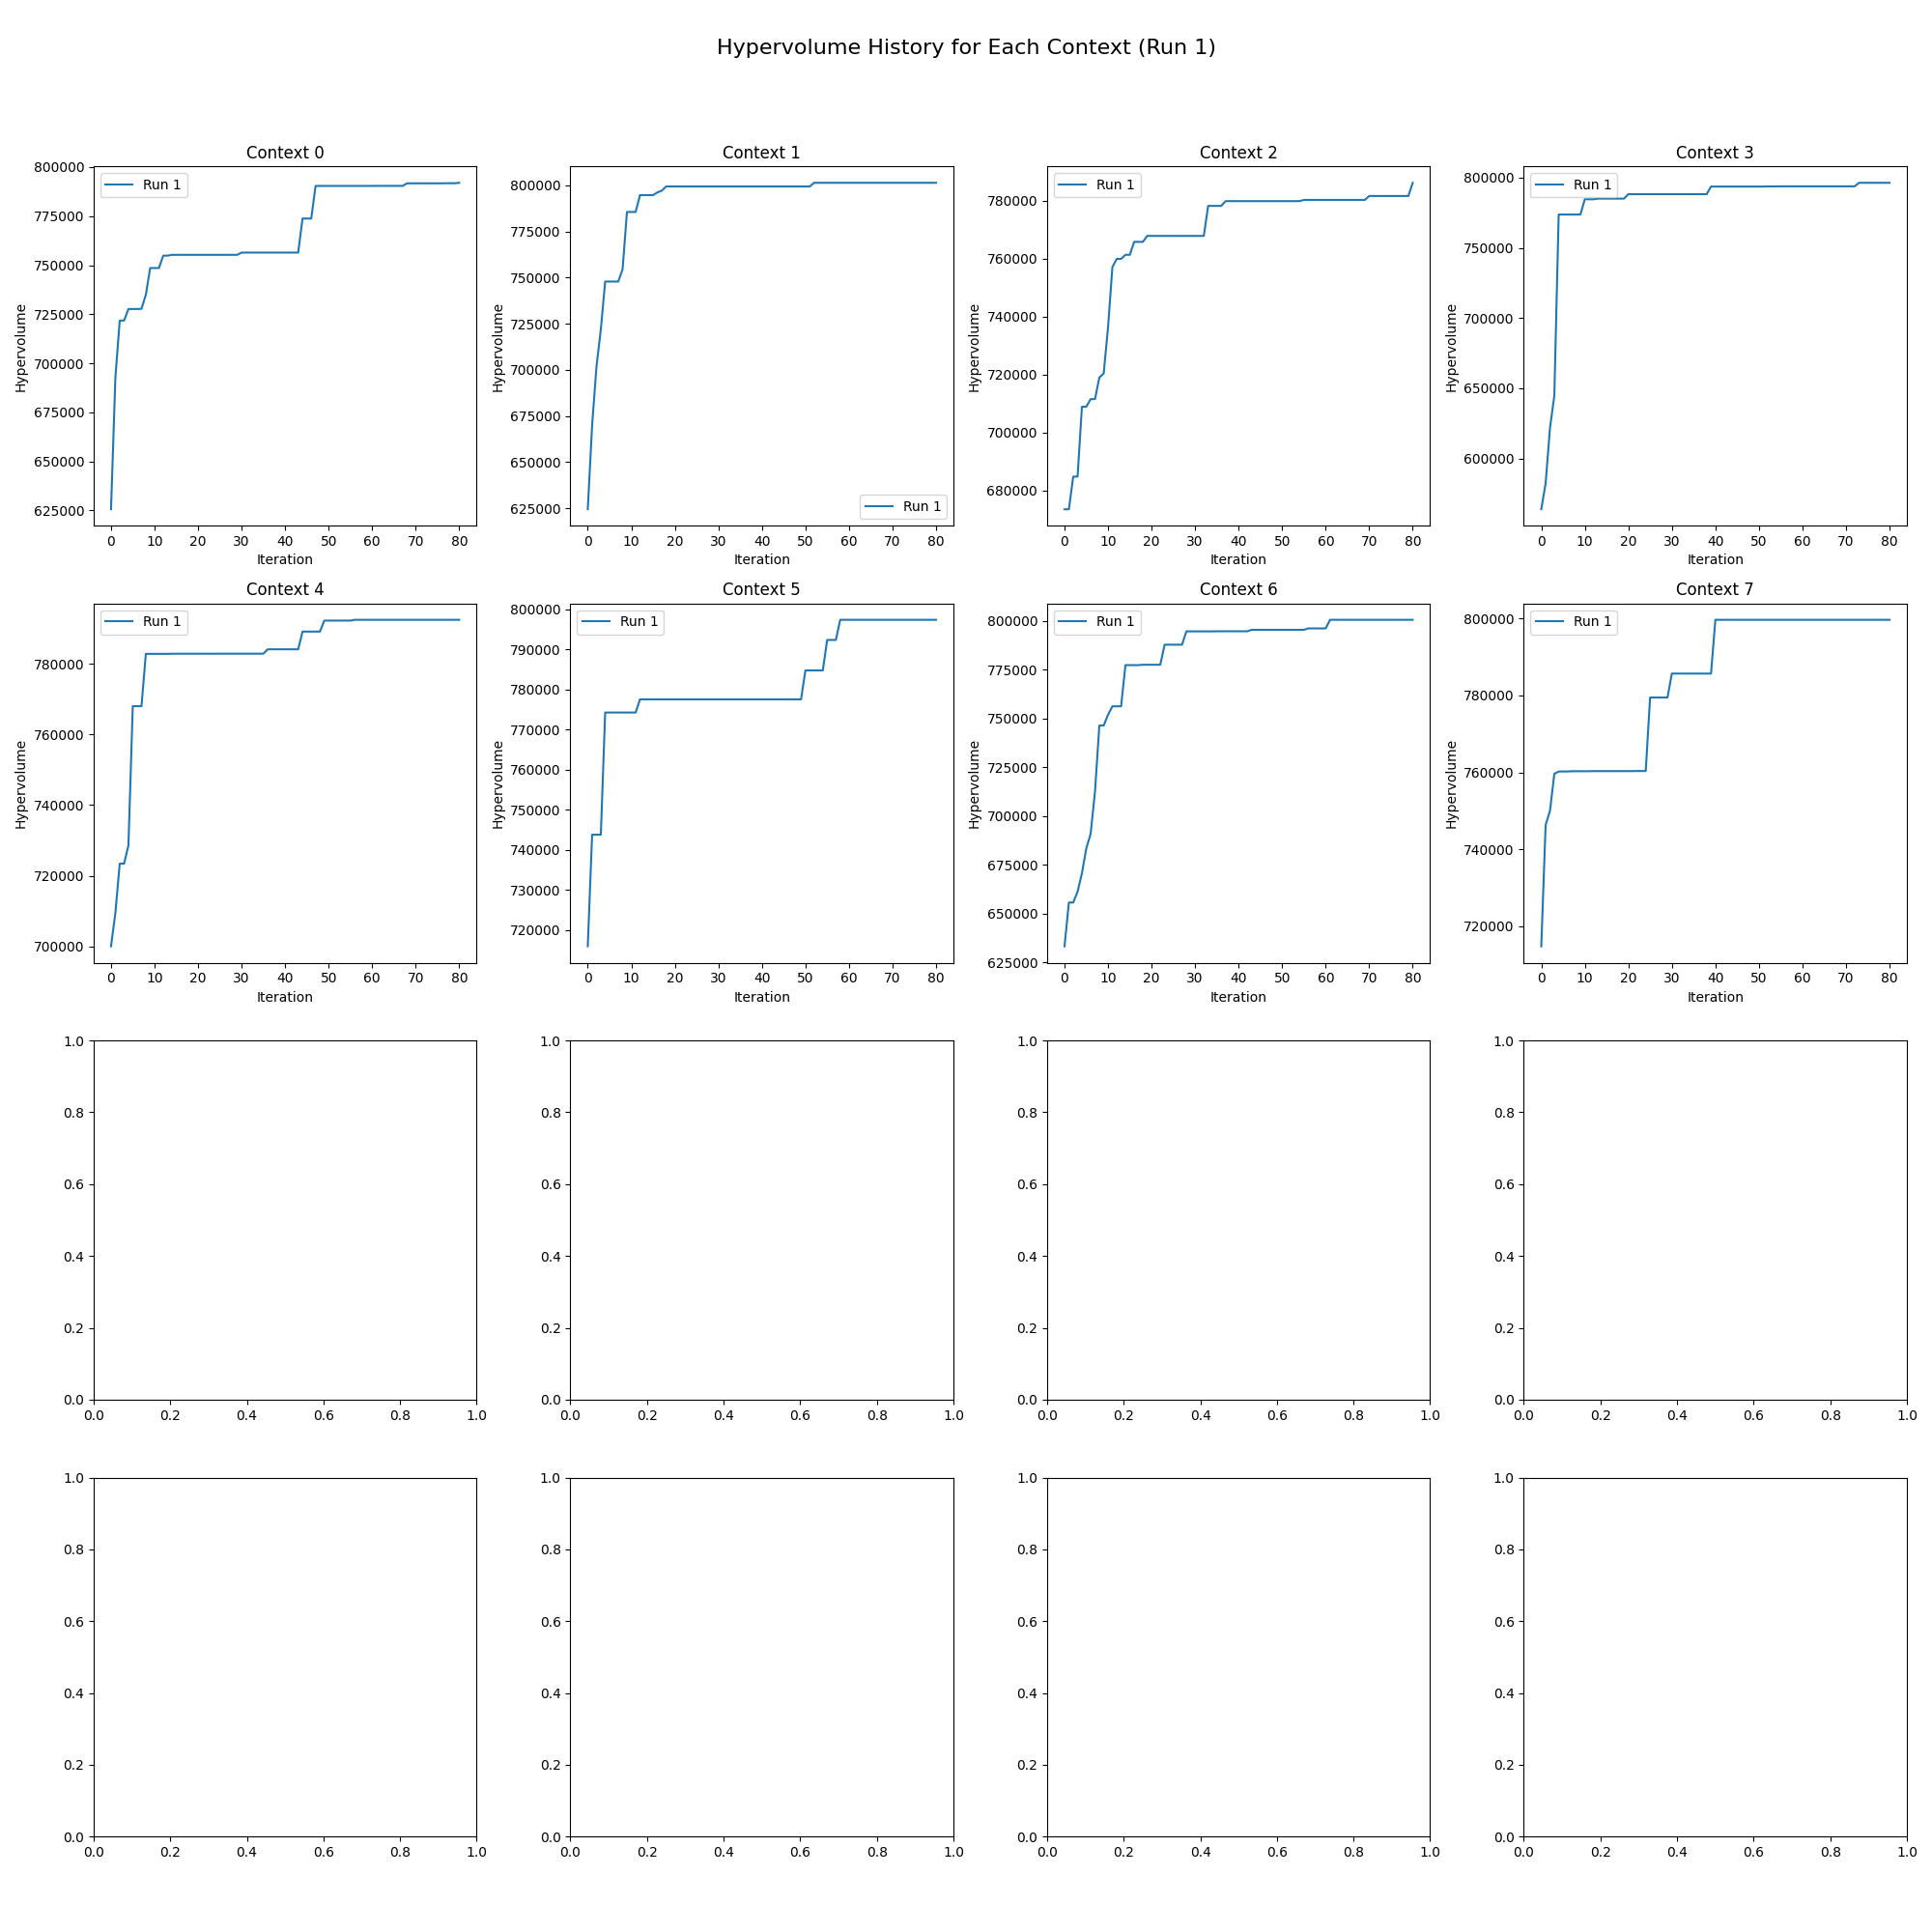 Hypervolume History for Each Context (Run 1)
Context 0
Context 1
Context 2
Context 3
800000
775000
750000
725000
700000
675000
650000
625000
Hypervolume
Run 1
0 10 20 30 40 50 60 70 80
Iteration
800000
775000
750000
725000
700000
675000
650000
625000
Hypervolume
Run 1
0 10 20 30 40 50 60 70 80
Iteration
780000
760000
740000
720000
700000
680000
Hypervolume
Run 1
0 10 20 30 40 50 60 70 80
Iteration
800000
750000
700000
650000
600000
Hypervolume
Run 1
0 10 20 30 40 50 60 70 80
Iteration
Context 4
Context 5
Context 6
Context 7
780000
760000
740000
720000
700000
Hypervolume
Run 1
0 10 20 30 40 50 60 70 80
Iteration
800000
790000
780000
770000
760000
750000
740000
730000
720000
Hypervolume
Run 1
0 10 20 30 40 50 60 70 80
Iteration
800000
775000
750000
725000
700000
675000
650000
625000
Hypervolume
Run 1
0 10 20 30 40 50 60 70 80
Iteration
800000
780000
760000
740000
720000
Hypervolume
Run 1
0 10 20 30 40 50 60 70 80
Iteration
1.0
0.8
0.6
0.4
0.2
0.0
0.0 0.2 0.4 0.6 0.8 1.0
1.0
0.8
0.6
0.4
0.2
0.0
0.0 0.2 0.4 0.6 0.8 1.0
1.0
0.8
0.6
0.4
0.2
0.0
0.0 0.2 0.4 0.6 0.8 1.0
1.0
0.8
0.6
0.4
0.2
0.0
0.0 0.2 0.4 0.6 0.8 1.0
1.0
0.8
0.6
0.4
0.2
0.0
0.0 0.2 0.4 0.6 0.8 1.0
1.0
0.8
0.6
0.4
0.2
0.0
0.0 0.2 0.4 0.6 0.8 1.0
1.0
0.8
0.6
0.4
0.2
0.0
0.0 0.2 0.4 0.6 0.8 1.0
1.0
0.8
0.6
0.4
0.2
0.0
0.0 0.2 0.4 0.6 0.8 1.0